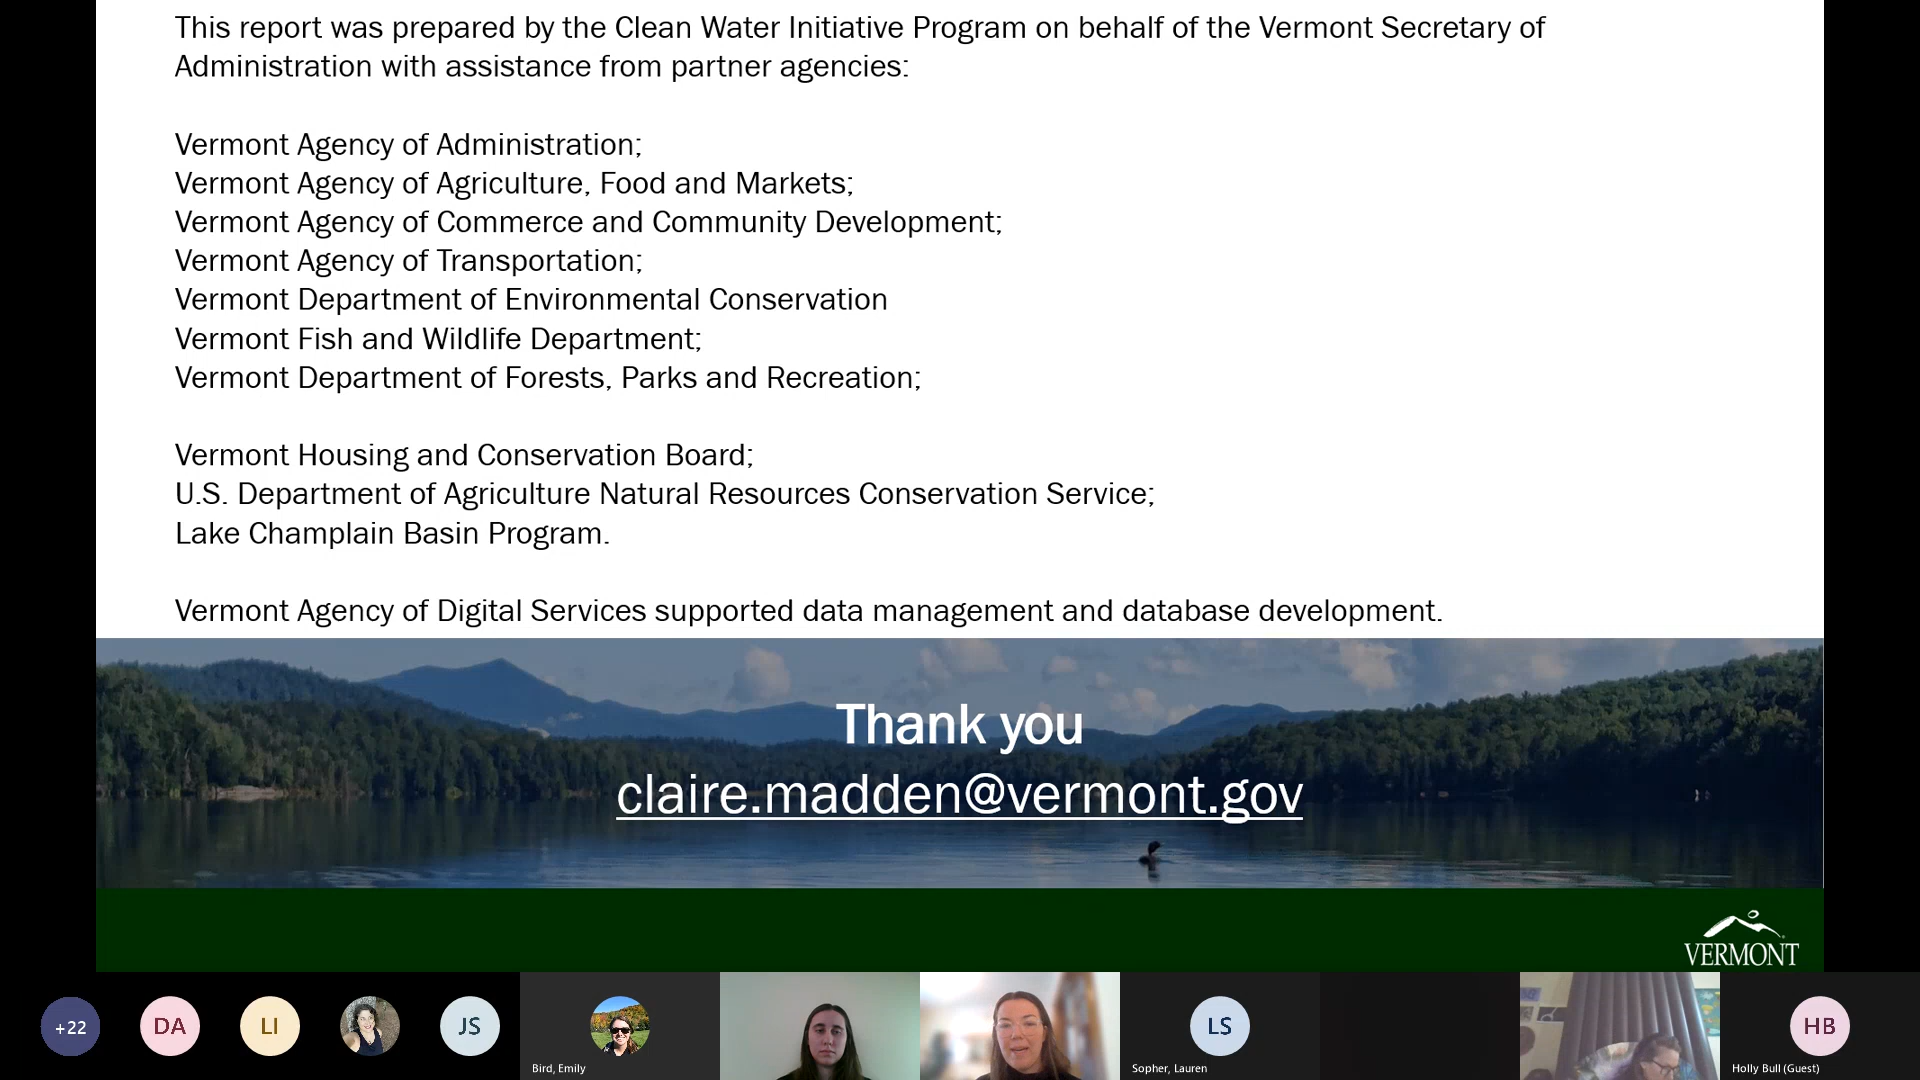 This report was prepared by the Clean Water Initiative Program on behalf of the Vermont Secretary of
Administration with assistance from partner agencies:
Vermont Agency of Administration;
Vermont Agency of Agriculture, Food and Markets;
Vermont Agency of Commerce and Community Development;
Vermont Agency of Transportation;
Vermont Department of Environmental Conservation
Vermont Fish and Wildlife Department;
Vermont Department of Forests, Parks and Recreation;
Vermont Housing and Conservation Board;
U.S. Department of Agriculture Natural Resources Conservation Service;
Lake Champlain Basin Program.
Vermont Agency of Digital Services supported data management and database development.
Thank you
claire.madden@vermont.gov
VERMONT
+22
DA
LI
JS
Bird, Emily
LS
Sopher, Lauren
HB
Holly Bull (Guest)